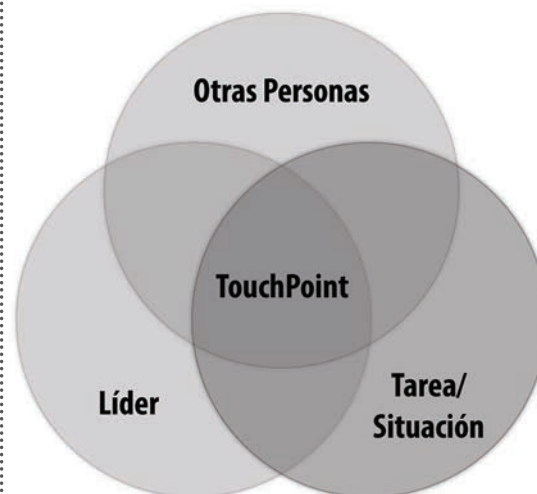 Otras Personas
TouchPoint
Líder
Tarea/
Situación